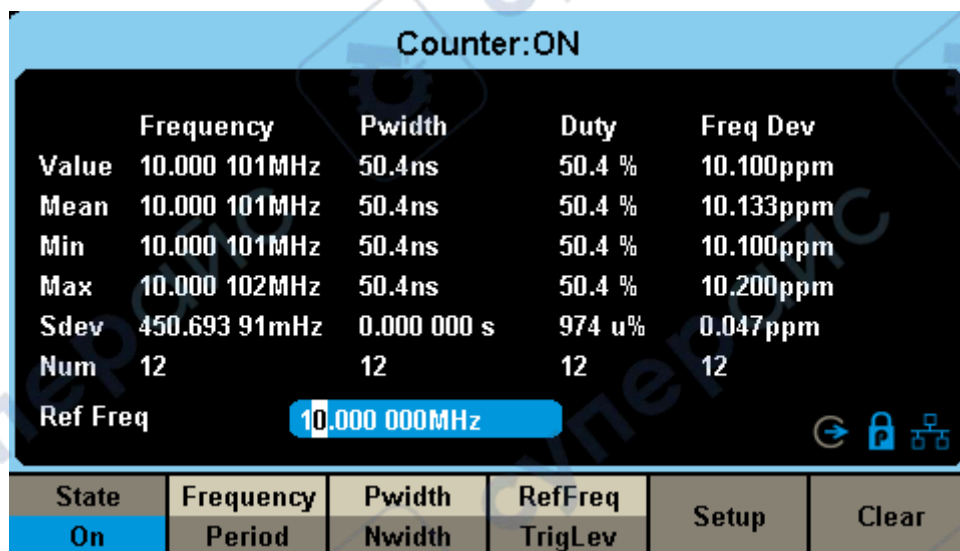 Counter:ON
Frequency Pwidth Duty Freq Dev
Value 10.000 101MHz 50.4ns 50.4 % 10.100ppm
Mean 10.000 101MHz 50.4ns 50.4 % 10.133ppm
Min 10.000 101MHz 50.4ns 50.4 % 10.100ppm
Max 10.000 102MHz 50.4ns 50.4 % 10.200ppm
Sdev 450.693 91mHz 0.000 000 s 974 u% 0.047ppm
Num 12 12 12 12
Ref Freq 10.000 000MHz
State Frequency Pwidth RefFreq Setup Clear
On Period Nwidth TrigLev